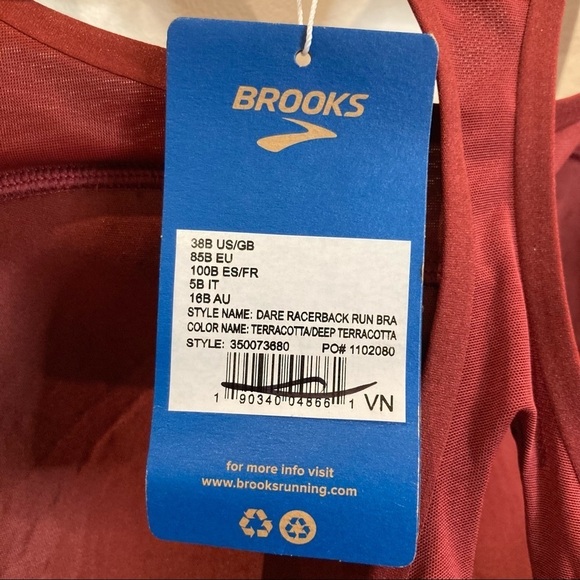 BROOKS
38B US/GB
85B EU
100B ES/FR
5B IT
16B AU
STYLE NAME: DARE RACERBACK RUN BRA
COLOR NAME: TERRACOTTA/DEEP TERRACOTTA
STYLE: 350073680 PO# 1102080
1 90340 04866 1 VN
for more info visit
www.brooksrunning.com